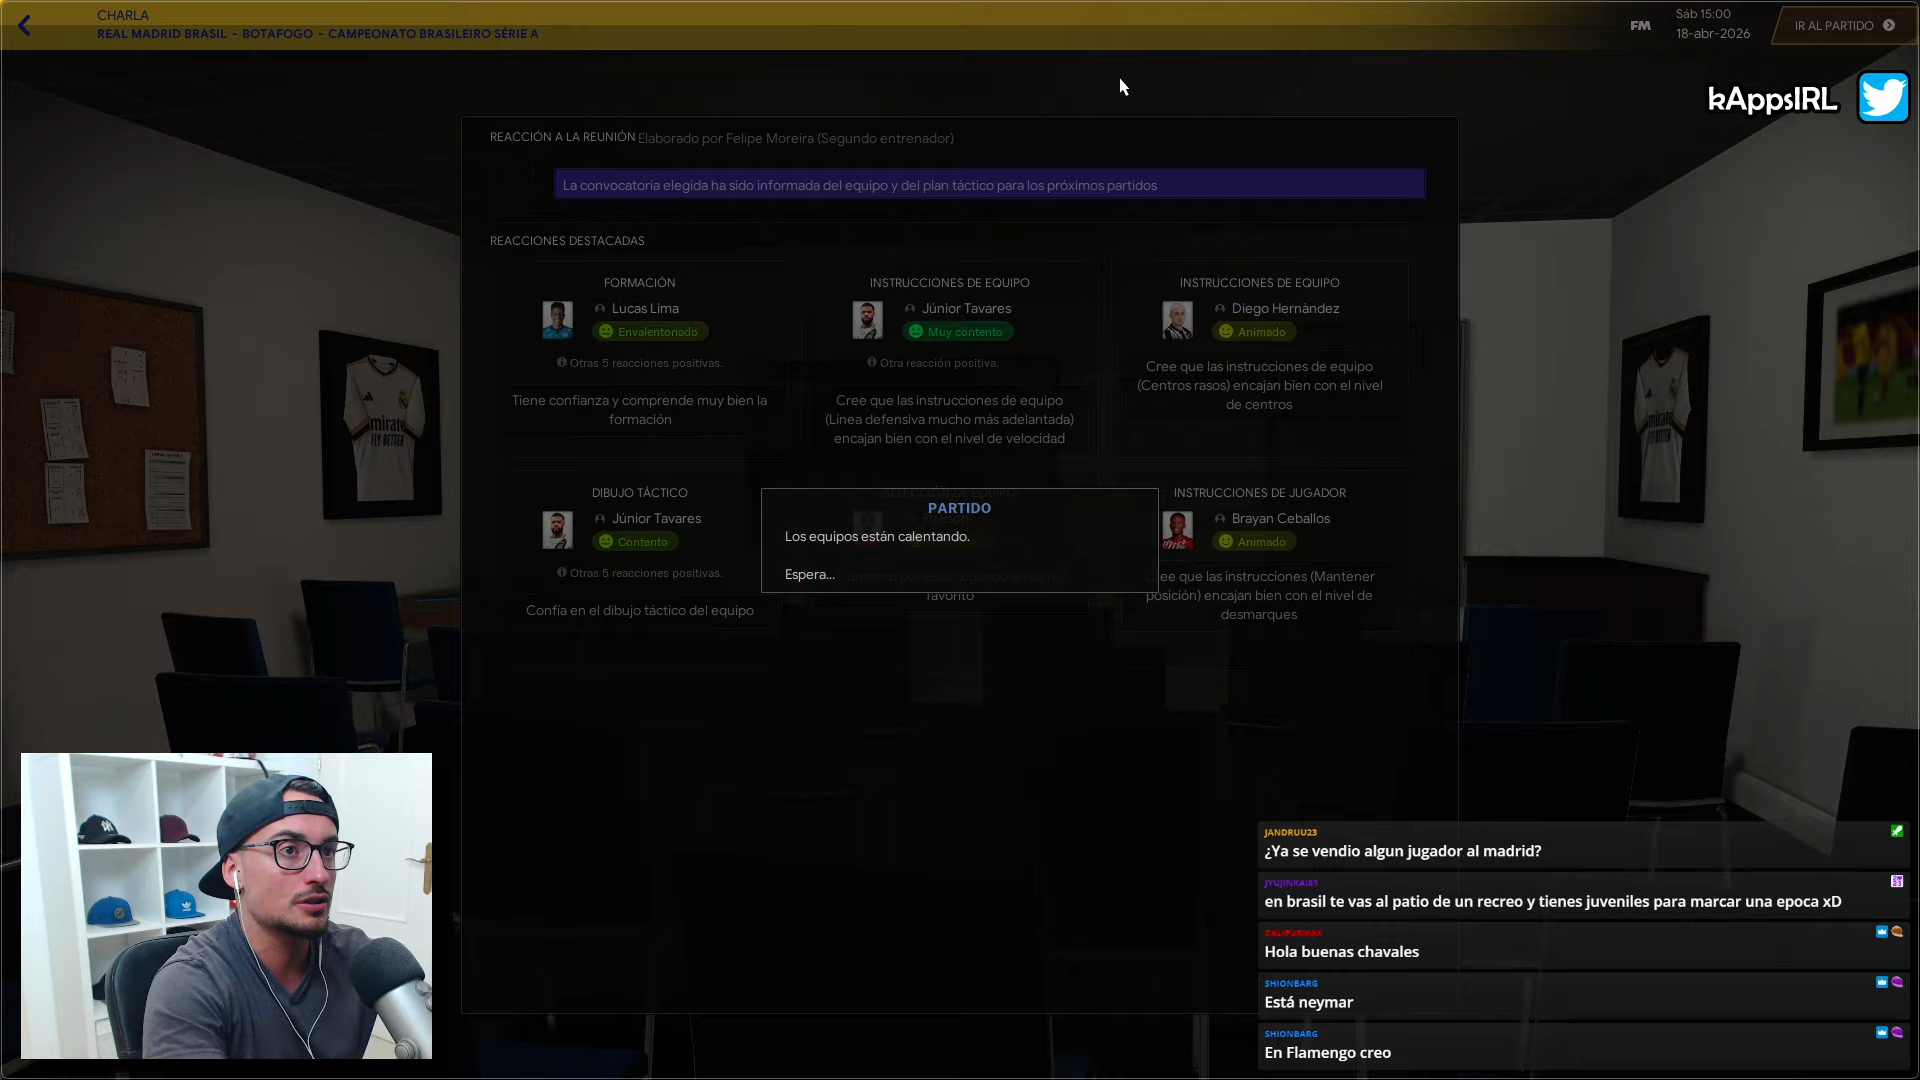 CHARLA
REAL MADRID BRASIL - BOTAFOGO - CAMPEONATO BRASILEIRO SÉRIE A
FM
Sáb 15:00
18-abr-2026
IR AL PARTIDO
kAppsIRL
REACCIÓN A LA REUNIÓN Elaborado por Felipe Moreira (Segundo entrenador)
La convocatoria elegida ha sido informada del equipo y del plan táctico para los próximos partidos
REACCIONES DESTACADAS
FORMACIÓN
Lucas Lima
Envalentonado
Otras 5 reacciones positivas.
Tiene confianza y comprende muy bien la
formación
INSTRUCCIONES DE EQUIPO
Júnior Tavares
Muy contento
Otra reacción positiva.
Cree que las instrucciones de equipo
(Línea defensiva mucho más adelantada)
encajan bien con el nivel de velocidad
INSTRUCCIONES DE EQUIPO
Diego Hernández
Animado
Cree que las instrucciones de equipo
(Centros rasos) encajan bien con el nivel
de centros
DIBUJO TÁCTICO
Júnior Tavares
Contento
Otras 5 reacciones positivas.
Confía en el dibujo táctico del equipo
SELECCIÓN DE EQUIPO
favorito
PARTIDO
Los equipos están calentando.
Espera...
INSTRUCCIONES DE JUGADOR
Brayan Ceballos
Animado
Cree que las instrucciones (Mantener
posición) encajan bien con el nivel de
desmarques
FLY BETTER
JANDRUU23
¿Ya se vendio algun jugador al madrid?
JYUJINKAI81
en brasil te vas al patio de un recreo y tienes juveniles para marcar una epoca xD
Hola buenas chavales
SHIONBARG
Está neymar
SHIONBARG
En Flamengo creo